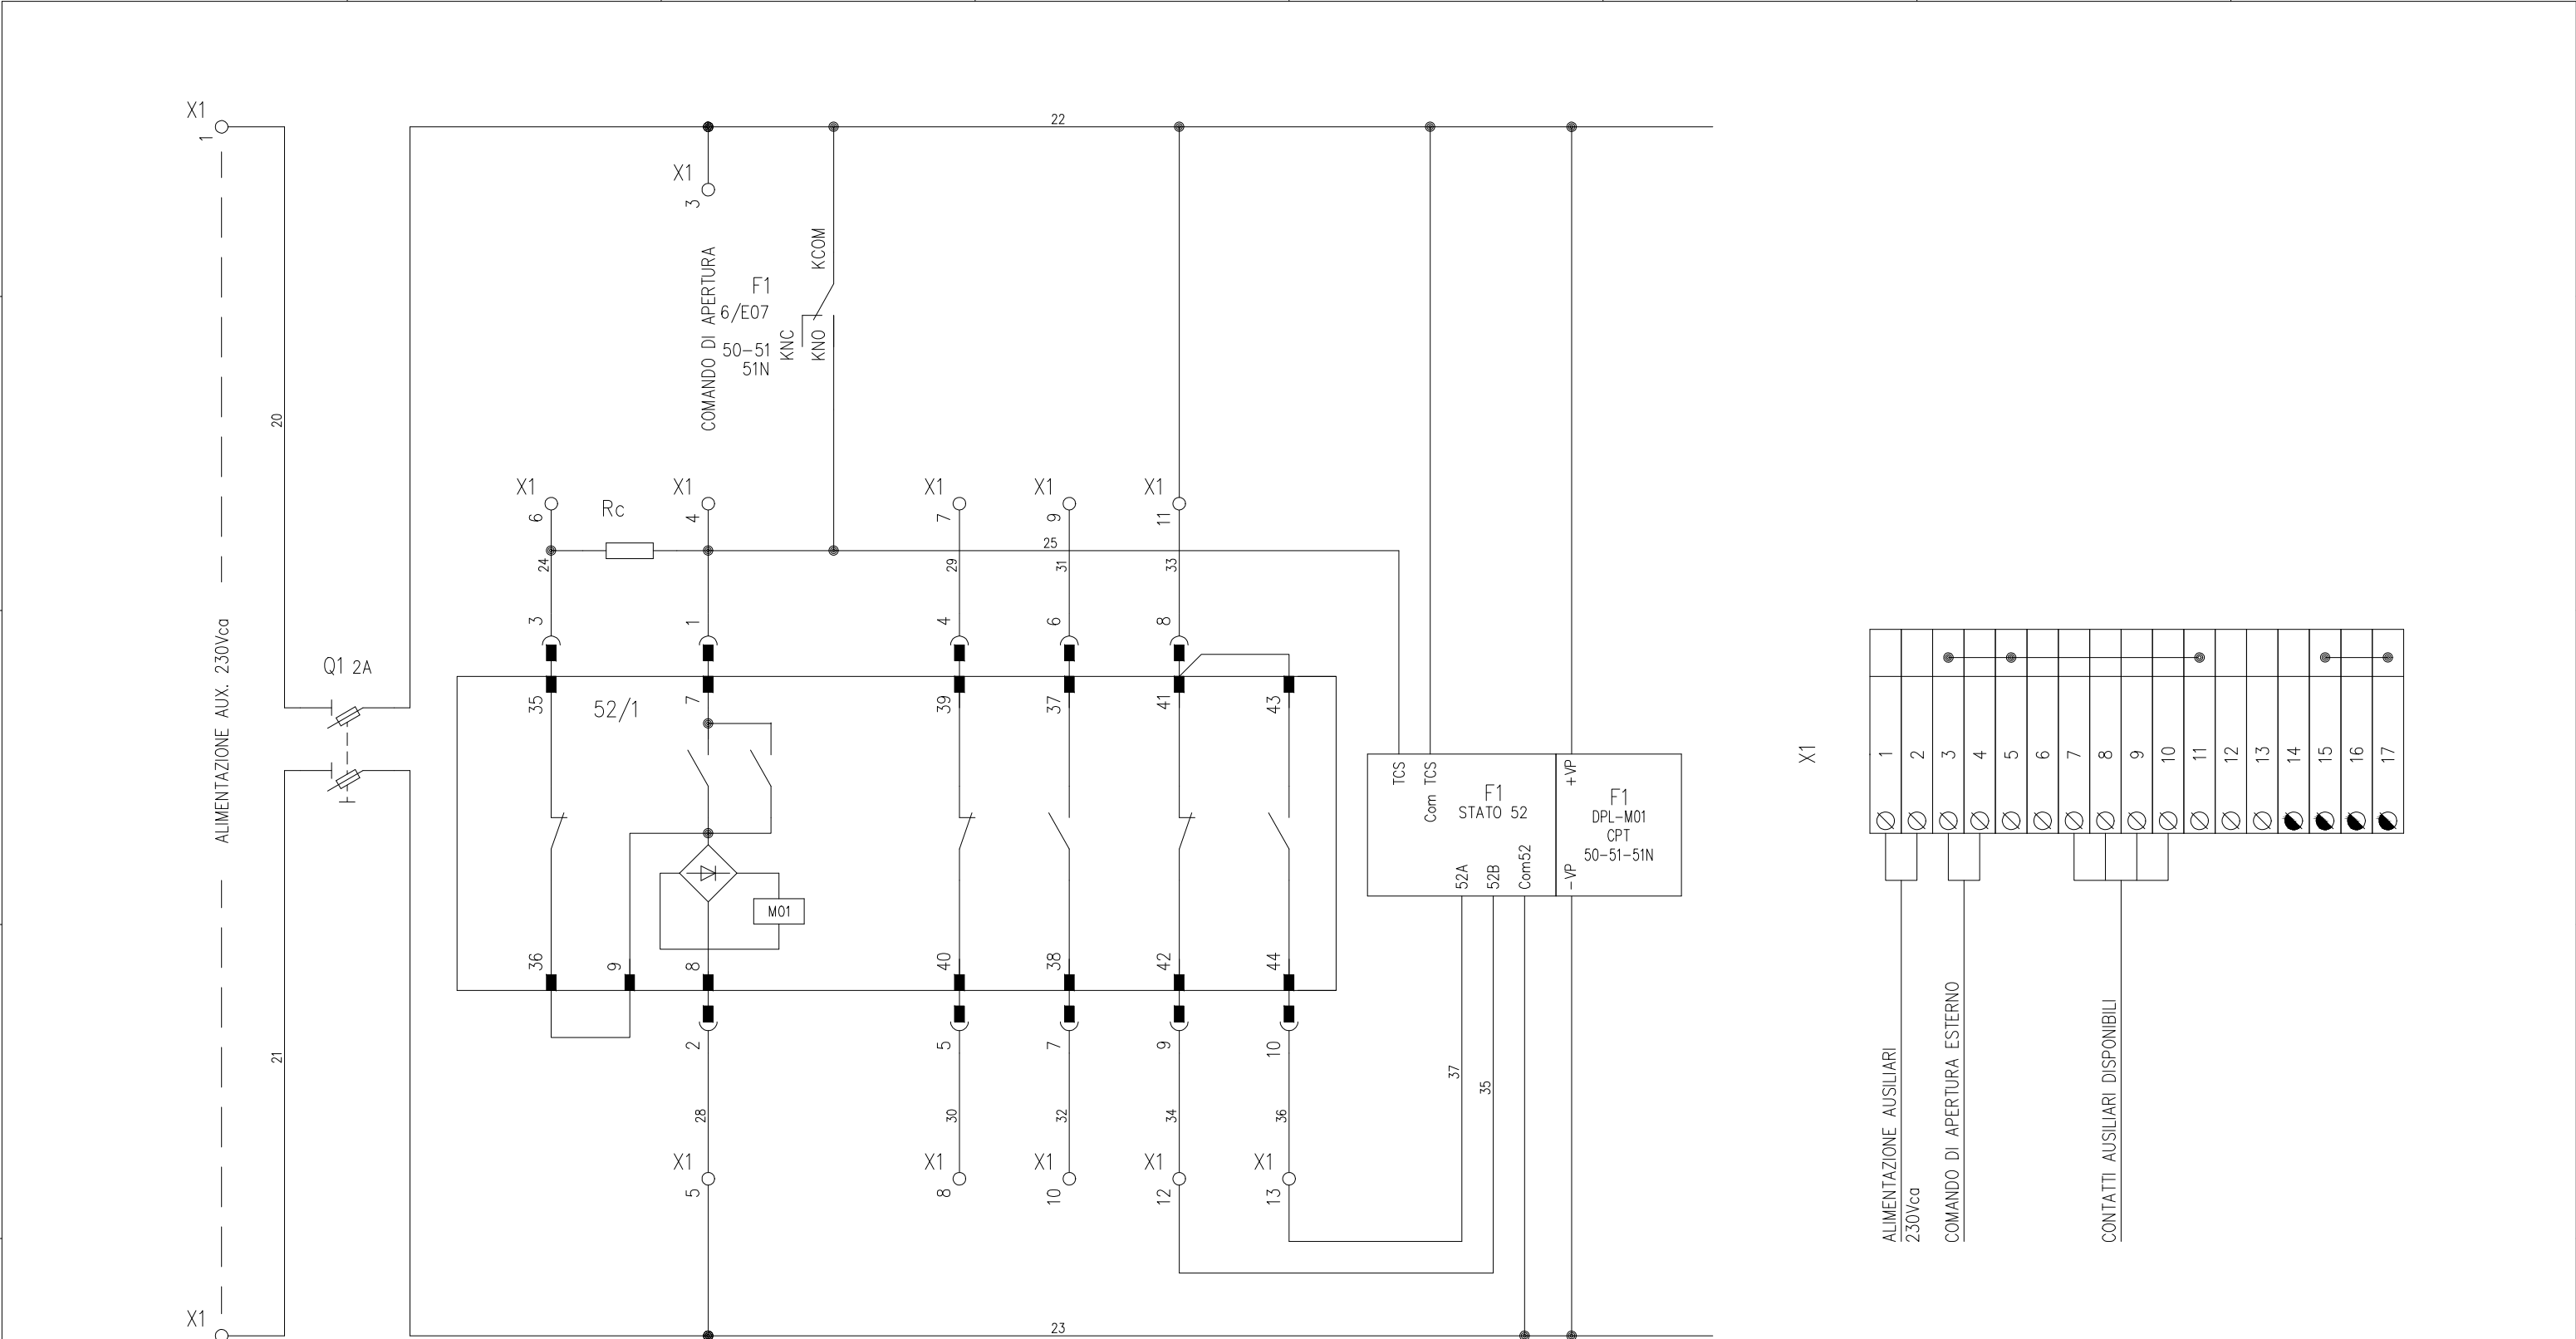 X1
1
22
X1
3
COMANDO DI APERTURA
F1
6/E07
50-51
51N
KCOM
KNC
KNO
20
ALIMENTAZIONE AUX. 230Vca
Q1 2A
21
X1
6
Rc
X1
4
X1
7
X1
9
X1
11
25
24
29
31
33
3
1
4
6
8
35
52/1
7
39
37
41
43
M01
36
9
8
40
38
42
44
2
5
7
9
10
28
30
32
34
36
37
35
X1
5
X1
8
X1
10
X1
12
X1
13
TCS
Com TCS
F1
STATO 52
52A
52B
Com52
+VP
F1
DPL-M01
CPT
50-51-51N
-VP
X1
23
X1
1
2
3
4
5
6
7
8
9
10
11
12
13
14
15
16
17
ALIMENTAZIONE AUSILIARI
230Vca
COMANDO DI APERTURA ESTERNO
CONTATTI AUSILIARI DISPONIBILI